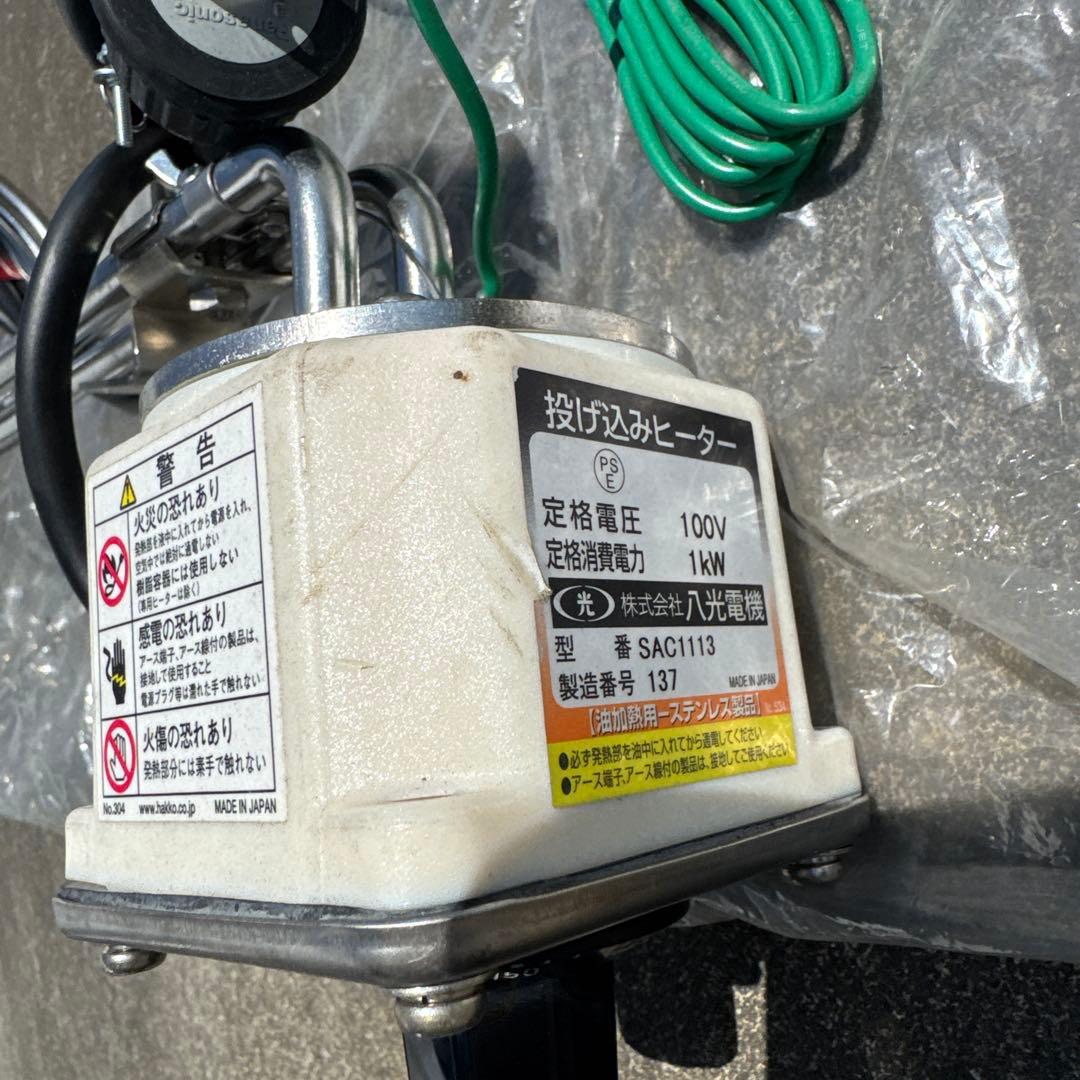 Panasonic
JET
警告
火災の恐れあり
発熱部を液中に入れてから電源を入れ、
空気中では絶対に通電しない
樹脂容器には使用しない
(専用ヒーターは除く)
感電の恐れあり
アース端子、アース線付の製品は、
接地して使用すること
電源プラグ等は濡れた手で触れない
火傷の恐れあり
発熱部分には素手で触れない
No.304 www.hakko.co.jp MADE IN JAPAN
投げ込みヒーター
PS
E
定格電圧 100V
定格消費電力 1kW
光 株式会社 八光電機
型 番 SAC1113
製造番号 137 MADE IN JAPAN
【油加熱用ーステンレス製品】
●必ず発熱部を油中に入れてから通電してください
●アース端子、アース線付の製品は、接地してご使用ください
150